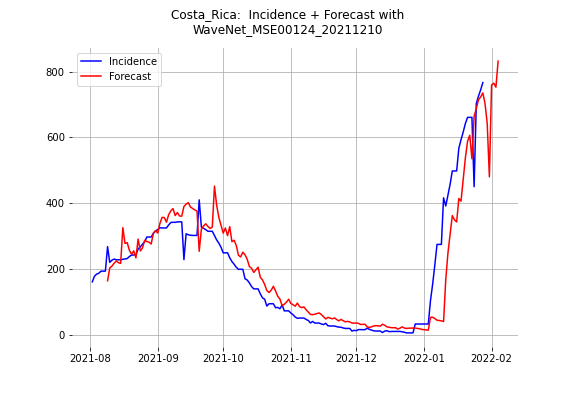 Costa_Rica:  Incidence + Forecast with
WaveNet_MSE00124_20211210
Incidence
Forecast
800
600
400
200
0
2021-08 2021-09 2021-10 2021-11 2021-12 2022-01 2022-02